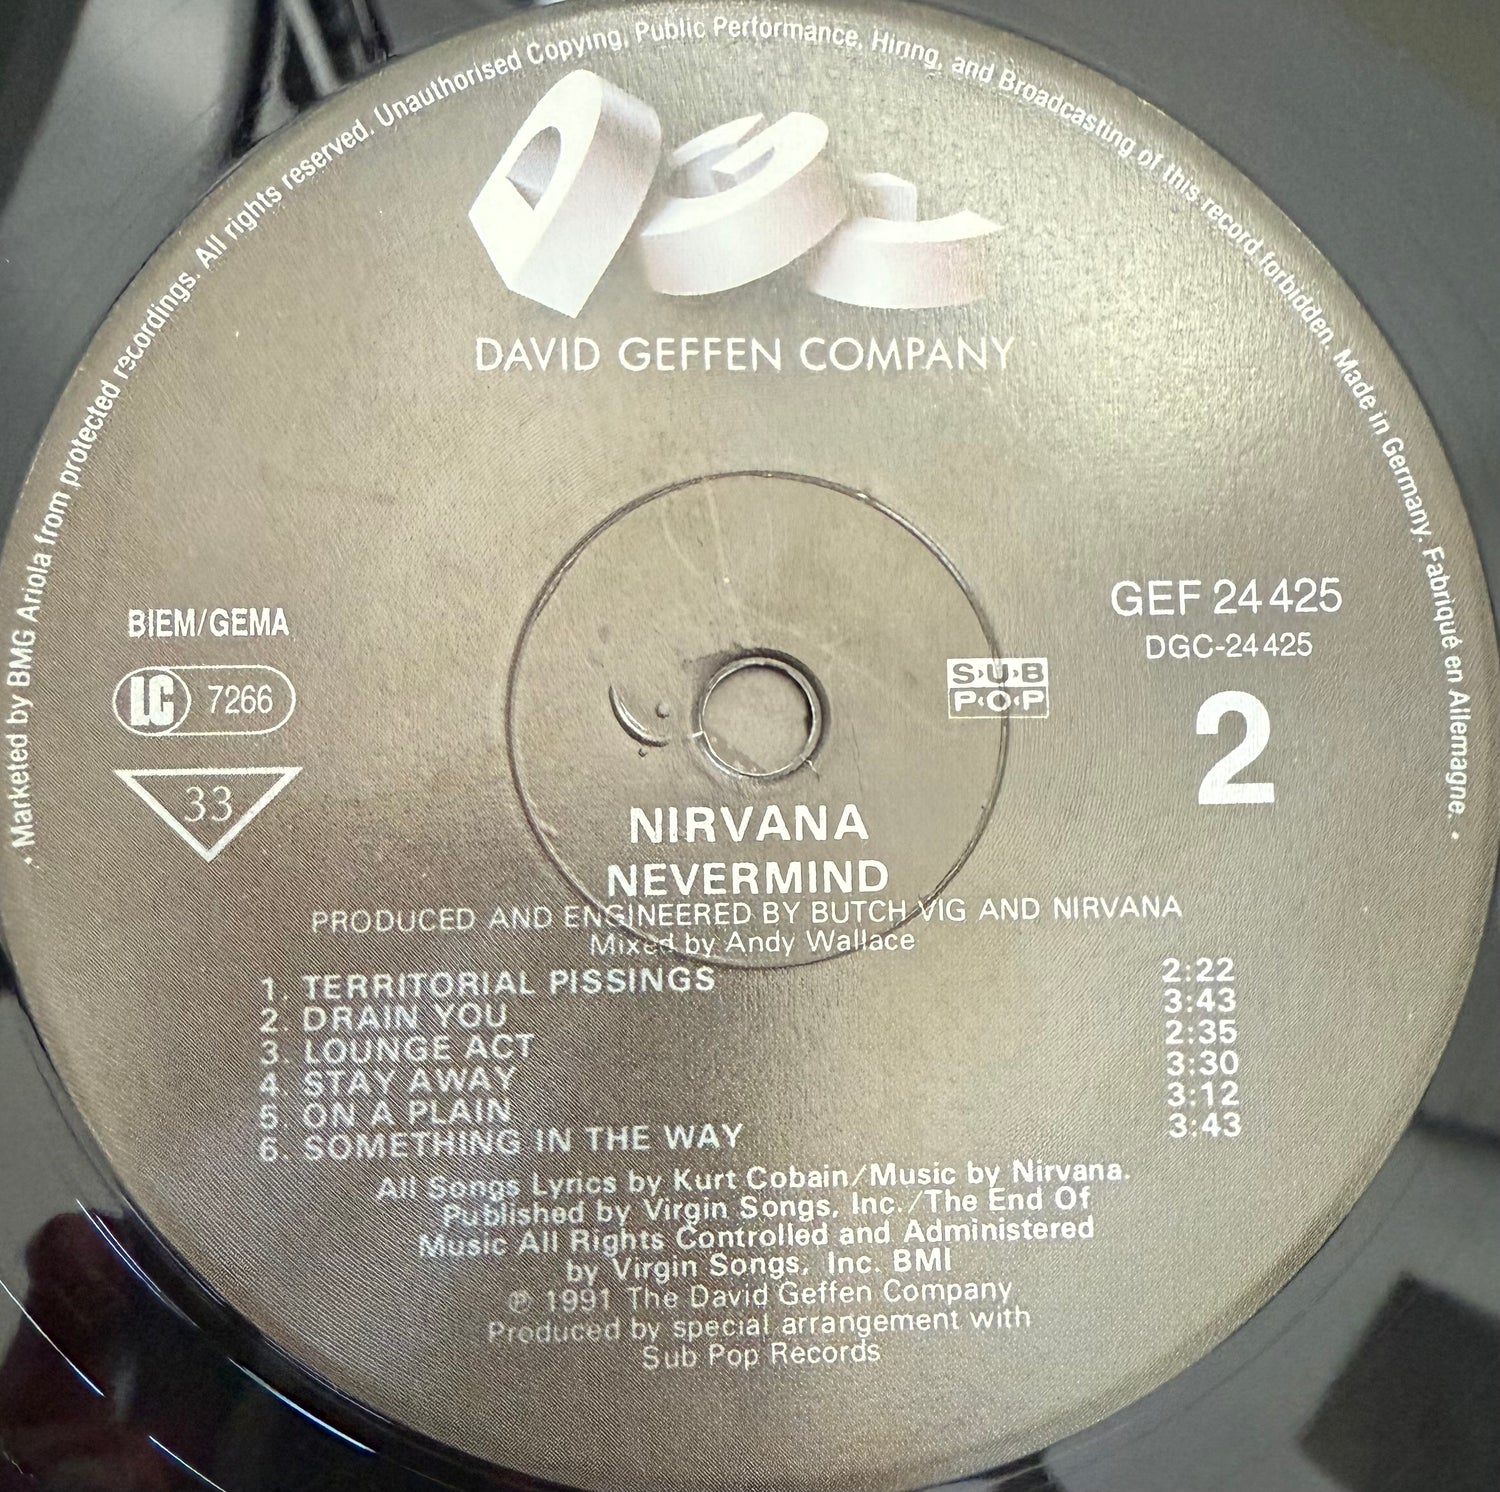 • Marketed by BMG Ariola from protected recordings. All rights reserved. Unauthorised Copying, Public Performance, Hiring, and Broadcasting of this record forbidden. Made in Germany. Fabriqué en Allemagne. •
DGC
DAVID GEFFEN COMPANY
BIEM/GEMA
LC 7266
33
SUB
POP
GEF 24 425
DGC-24 425
2
NIRVANA
NEVERMIND
PRODUCED AND ENGINEERED BY BUTCH VIG AND NIRVANA
Mixed by Andy Wallace
1. TERRITORIAL PISSINGS 2:22
2. DRAIN YOU 3:43
3. LOUNGE ACT 2:35
4. STAY AWAY 3:30
5. ON A PLAIN 3:12
6. SOMETHING IN THE WAY 3:43
All Songs Lyrics by Kurt Cobain/Music by Nirvana.
Published by Virgin Songs, Inc./The End Of
Music All Rights Controlled and Administered
by Virgin Songs, Inc. BMI
℗ 1991 The David Geffen Company
Produced by special arrangement with
Sub Pop Records